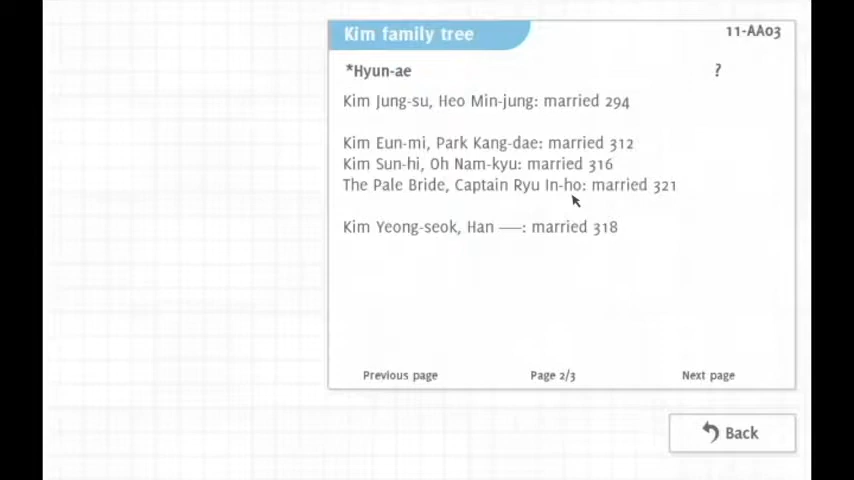 Kim family tree
11-AA03
*Hyun-ae ?
Kim Jung-su, Heo Min-jung: married 294
Kim Eun-mi, Park Kang-dae: married 312
Kim Sun-hi, Oh Nam-kyu: married 316
The Pale Bride, Captain Ryu In-ho: married 321
Kim Yeong-seok, Han —–: married 318
Previous page Page 2/3 Next page
Back